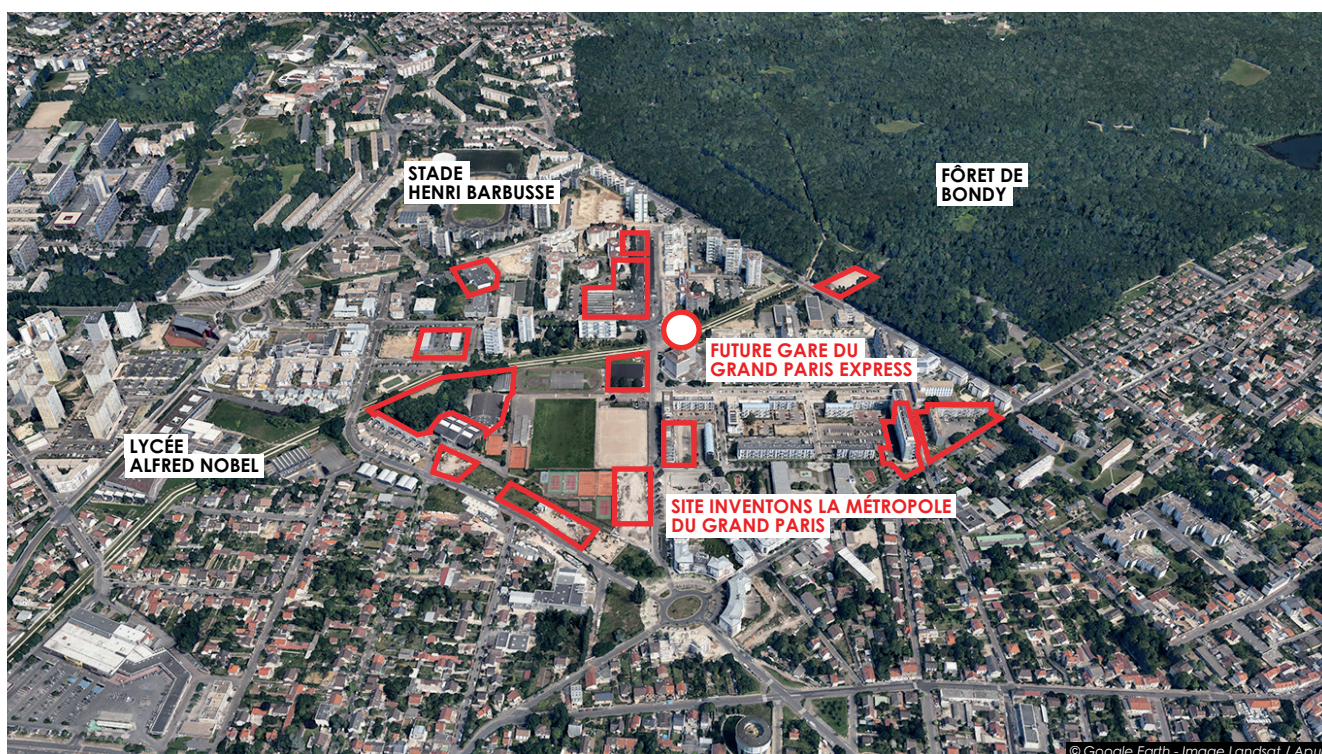 STADE
HENRI BARBUSSE
FÔRET DE
BONDY
FUTURE GARE DU
GRAND PARIS EXPRESS
LYCÉE
ALFRED NOBEL
SITE INVENTONS LA MÉTROPOLE
DU GRAND PARIS
© Google Earth - Image Landsat / Apur